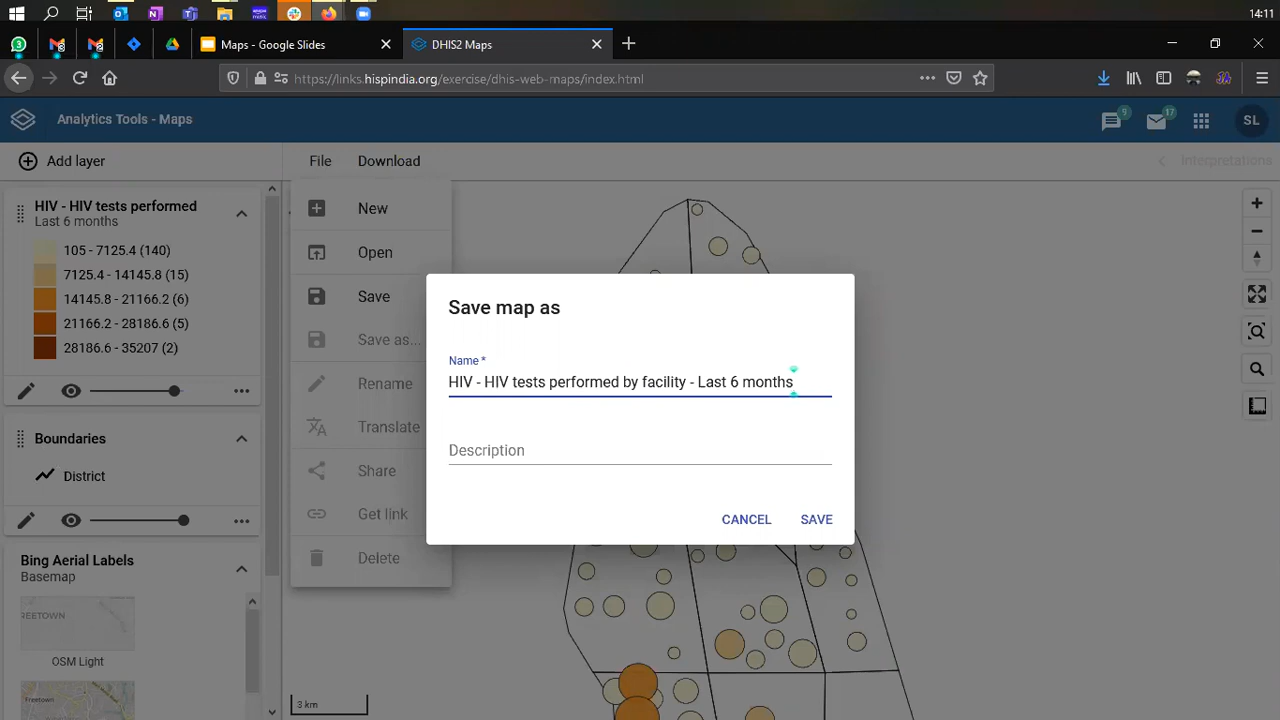 14:11
3
Maps - Google Slides
DHIS2 Maps
https://links.hispindia.org/exercise/dhis-web-maps/index.html
Analytics Tools - Maps
9
17
SL
Add layer
File
Download
Interpretations
HIV - HIV tests performed
Last 6 months
105 - 7125.4 (140)
7125.4 - 14145.8 (15)
14145.8 - 21166.2 (6)
21166.2 - 28186.6 (5)
28186.6 - 35207 (2)
Boundaries
District
Bing Aerial Labels
Basemap
REETOWN
OSM Light
Freetown
New
Open
Save
Save as...
Rename
Translate
Share
Get link
Delete
Save map as
Name *
HIV - HIV tests performed by facility - Last 6 months
Description
CANCEL
SAVE
3 km